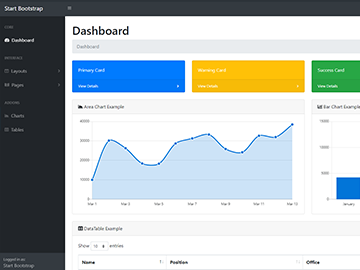 Start Bootstrap
Dashboard
CORE
Dashboard
INTERFACE
Layouts
Pages
ADDONS
Charts
Tables
Logged in as:
Start Bootstrap
Dashboard
Primary Card
View Details
Warning Card
View Details
Success Card
View Details
Area Chart Example
40000
30000
20000
10000
0
Mar 1
Mar 3
Mar 5
Mar 7
Mar 9
Mar 11
Mar 13
Bar Chart Example
15000
10000
5000
0
January
DataTable Example
Show 10 entries
Name
Position
Office